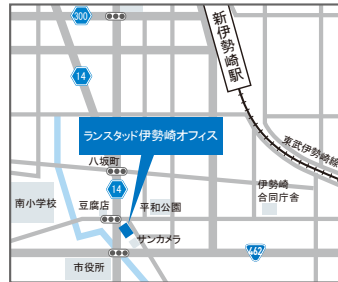 300
新伊勢崎駅
14
ランスタッド伊勢崎オフィス
東武伊勢崎線
八坂町
14
伊勢崎
合同庁舎
南小学校
豆腐店
平和公園
サンカメラ
462
市役所